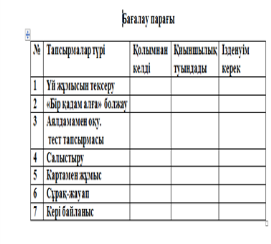 Бағалау парағы
№ Тапсырмалар түрі Қолымнан келді Қиыншылық туындады Ізденуім керек
1 Үй жұмысын тексеру
2 «Бір қадам алға» болжау
3 Аялдамамен оқу.
тест тапсырмасы
4 Салыстыру
5 Картамен жұмыс
6 Сұрақ-жауап
7 Кері байланыс